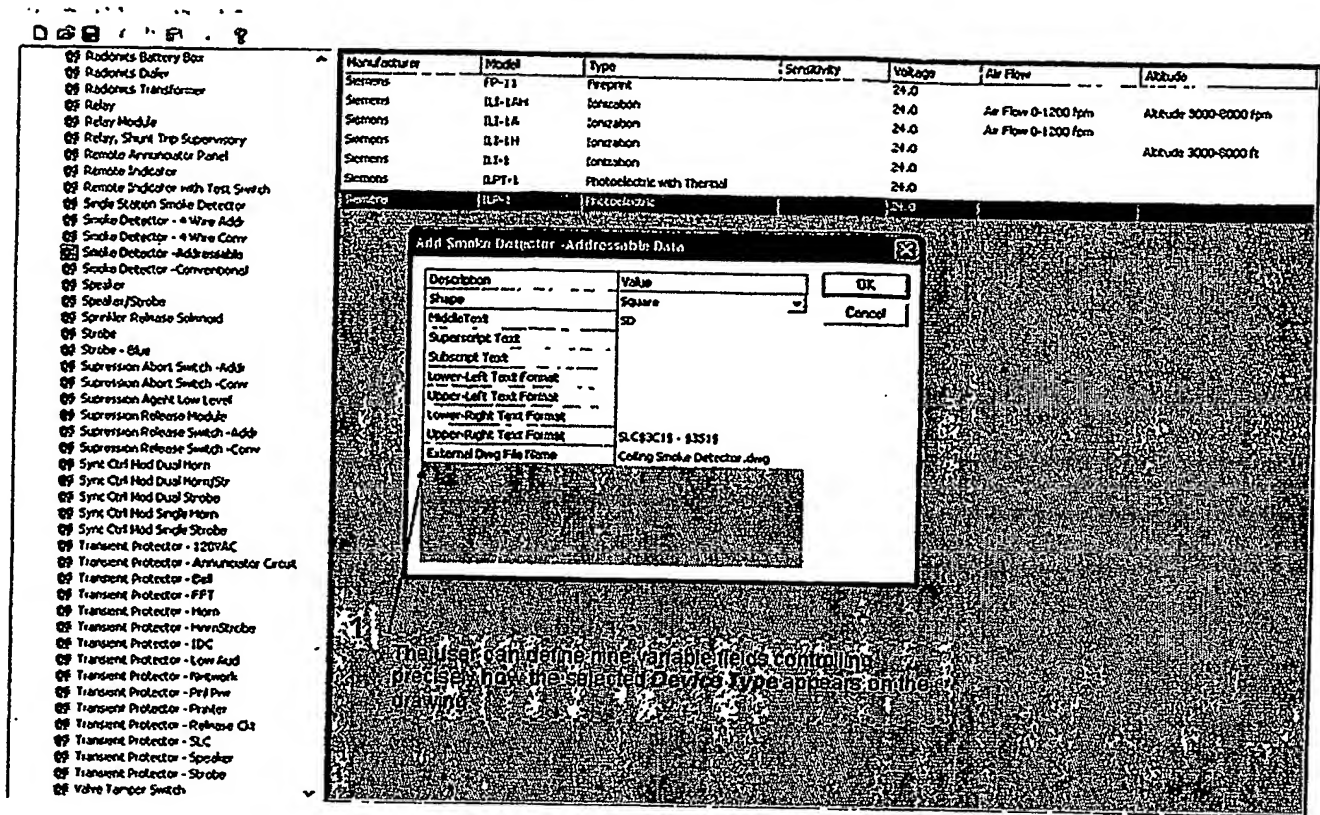 Radonics Battery Box
Radonics Dialer
Radonics Transformer
Relay
Relay Module
Relay, Shunt Trip Supervisory
Remote Annunciator Panel
Remote Indicator
Remote Indicator with Test Switch
Single Station Smoke Detector
Smoke Detector - 4 Wire Addr
Smoke Detector - 4 Wire Conv
Smoke Detector -Addressable
Smoke Detector -Conventional
Speaker
Speaker/Strobe
Sprinkler Release Solenoid
Strobe
Strobe - Blue
Supression Abort Switch -Addr
Supression Abort Switch -Conv
Supression Agent Low Level
Supression Release Module
Supression Release Switch -Addr
Supression Release Switch -Conv
Sync Ctrl Mod Dual Horn
Sync Ctrl Mod Dual Horn/Str
Sync Ctrl Mod Dual Strobe
Sync Ctrl Mod Single Horn
Sync Ctrl Mod Single Strobe
Transient Protector - 120VAC
Transient Protector - Annunciator Circuit
Transient Protector - Bell
Transient Protector - FPT
Transient Protector - Horn
Transient Protector - HornStrobe
Transient Protector - IDC
Transient Protector - Low Aud
Transient Protector - Network
Transient Protector - Pril Pwr
Transient Protector - Printer
Transient Protector - Release Ckt
Transient Protector - SLC
Transient Protector - Speaker
Transient Protector - Strobe
Valve Tamper Switch
Manufacturer Model Type Sensitivity Voltage Air Flow Altitude
Siemens FP-11 Fireprint 24.0
Siemens ILI-1AH Ionization 24.0 Air Flow 0-1200 fpm Altitude 3000-8000 fpm
Siemens ILI-1A Ionization 24.0 Air Flow 0-1200 fpm
Siemens ILI-1H Ionization 24.0 Altitude 3000-8000 ft
Siemens ILI-1 Ionization 24.0
Siemens ILPT-1 Photoelectric with Thermal 24.0
Siemens ILP-1 Photoelectric 24.0
Add Smoke Detector -Addressable Data
Description Value
Shape Square
MiddleText SD
Superscript Text
Subscript Text
Lower-Left Text Format
Upper-Left Text Format
Lower-Right Text Format
Upper-Right Text Format SLC$3C1$ - $3S1$
External Dwg File Name Ceiling Smoke Detector.dwg
OK
Cancel
The user can define nine variable fields controlling
precisely how the selected Device Type appears on the
drawing